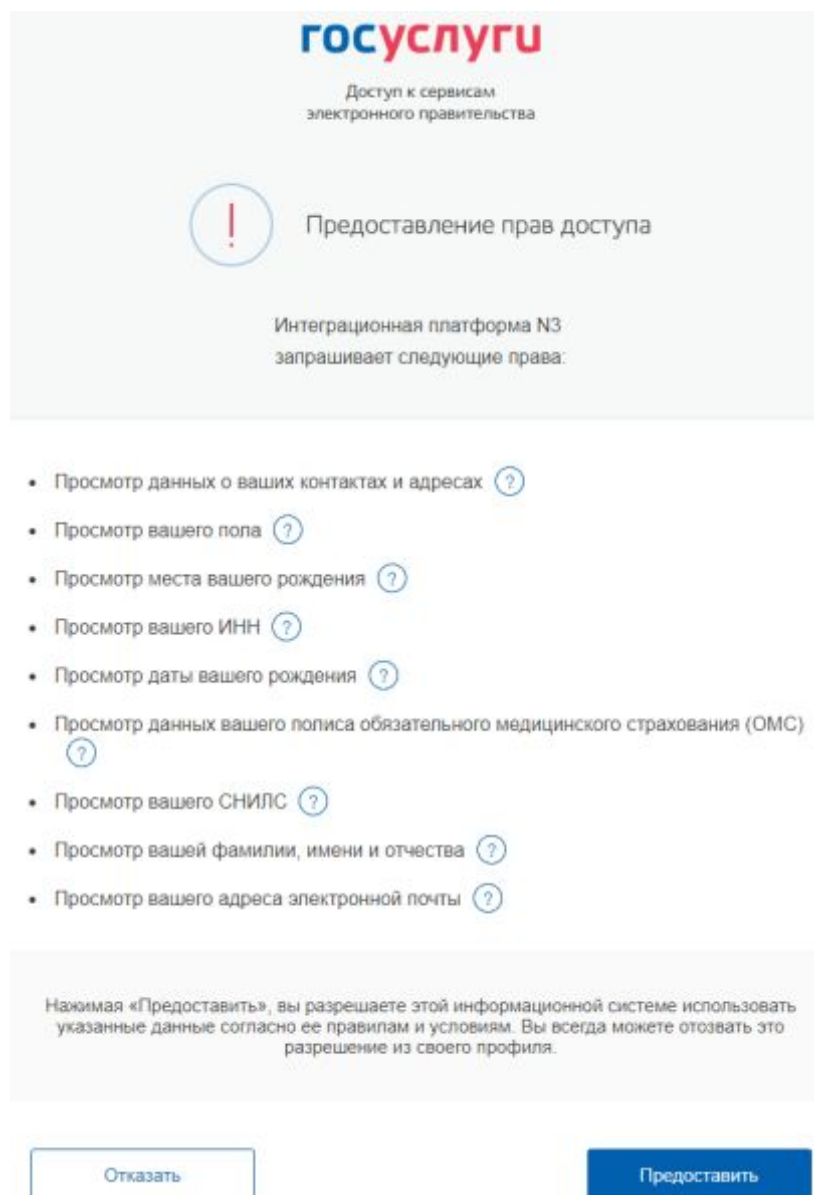 госуслуги
Доступ к сервисам
электронного правительства
!
Предоставление прав доступа
Интеграционная платформа N3
запрашивает следующие права:
• Просмотр данных о ваших контактах и адресах ?
• Просмотр вашего пола ?
• Просмотр места вашего рождения ?
• Просмотр вашего ИНН ?
• Просмотр даты вашего рождения ?
• Просмотр данных вашего полиса обязательного медицинского страхования (ОМС)
?
• Просмотр вашего СНИЛС ?
• Просмотр вашей фамилии, имени и отчества ?
• Просмотр вашего адреса электронной почты ?
Нажимая «Предоставить», вы разрешаете этой информационной системе использовать
указанные данные согласно ее правилам и условиям. Вы всегда можете отозвать это
разрешение из своего профиля.
Отказать
Предоставить